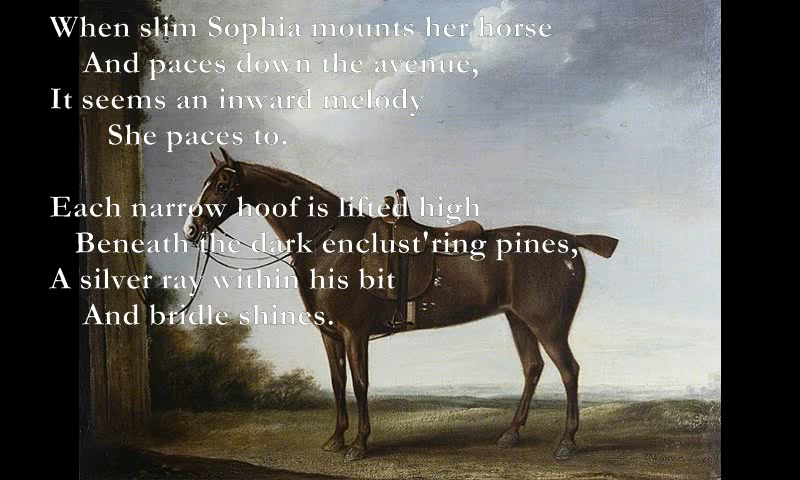 When slim Sophia mounts her horse
And paces down the avenue,
It seems an inward melody
She paces to.
Each narrow hoof is lifted high
Beneath the dark enclust'ring pines,
A silver ray within his bit
And bridle shines.